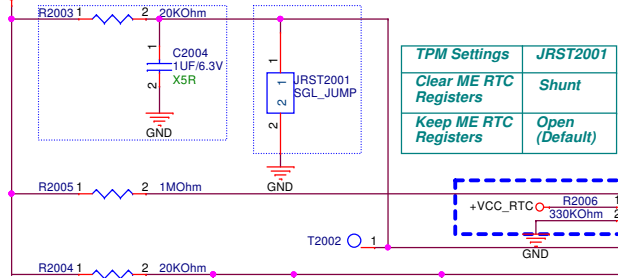 R2003 1 2 20KOhm
1
C2004
1UF/6.3V
X5R
2
GND
1
JRST2001
SGL_JUMP
1
2
2
GND
TPM Settings JRST2001
Clear ME RTC Registers Shunt
Keep ME RTC Registers Open (Default)
R2005 1 2 1MOhm
+VCC_RTC R2006 1
330KOhm 2
GND
T2002 1
R2004 1 2 20KOhm